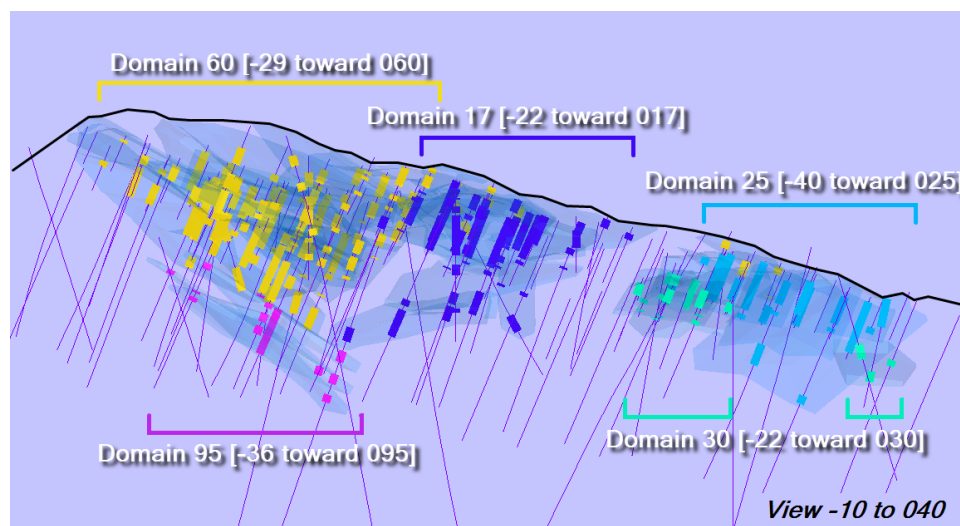 Domain 60 [-29 toward 060]
Domain 17 [-22 toward 017]
Domain 25 [-40 toward 025]
Domain 30 [-22 toward 030]
Domain 95 [-36 toward 095]
View -10 to 040